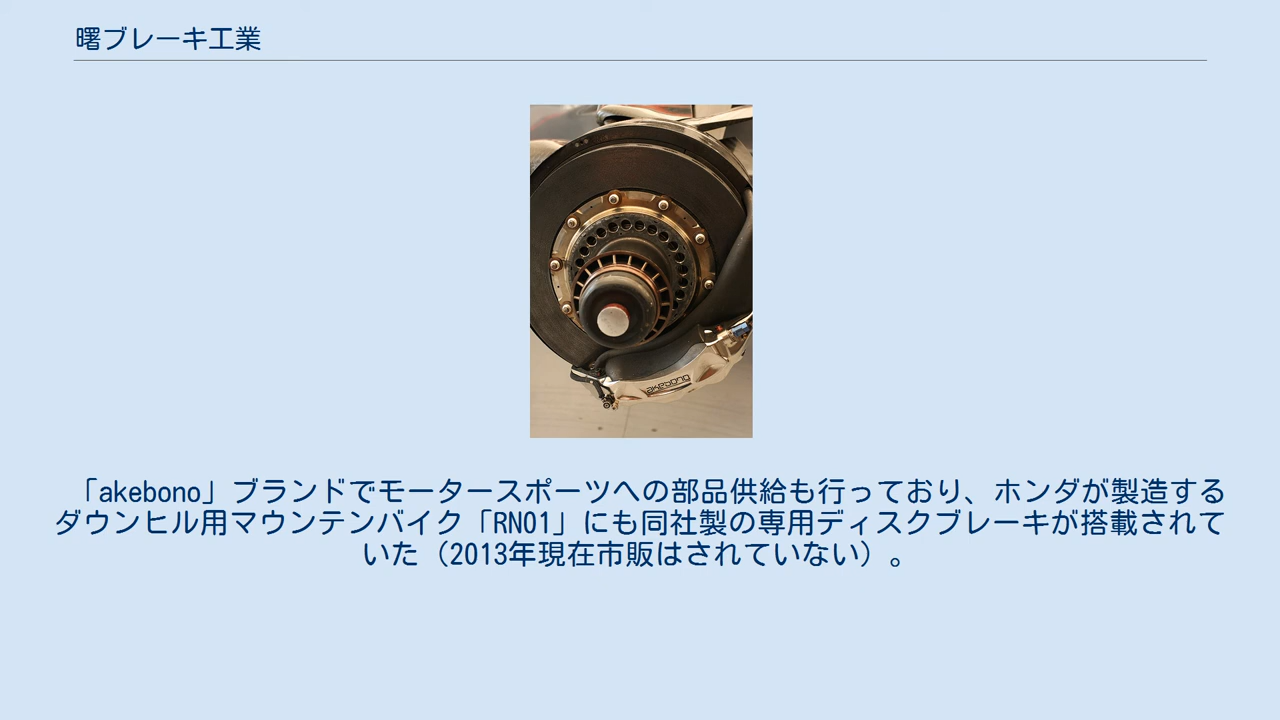 曙ブレーキ工業
akebono
「akebono」ブランドでモータースポーツへの部品供給も行っており、ホンダが製造する
ダウンヒル用マウンテンバイク「RN01」にも同社製の専用ディスクブレーキが搭載されて
いた（2013年現在市販はされていない）。